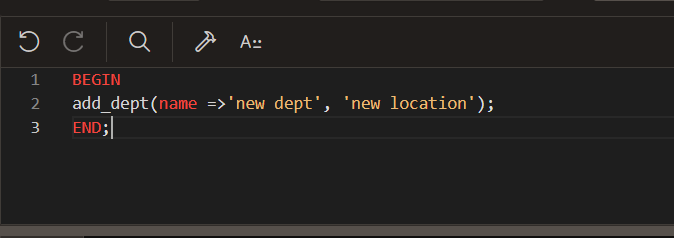 A::
1 BEGIN
2 add_dept(name =>'new dept', 'new location');
3 END;